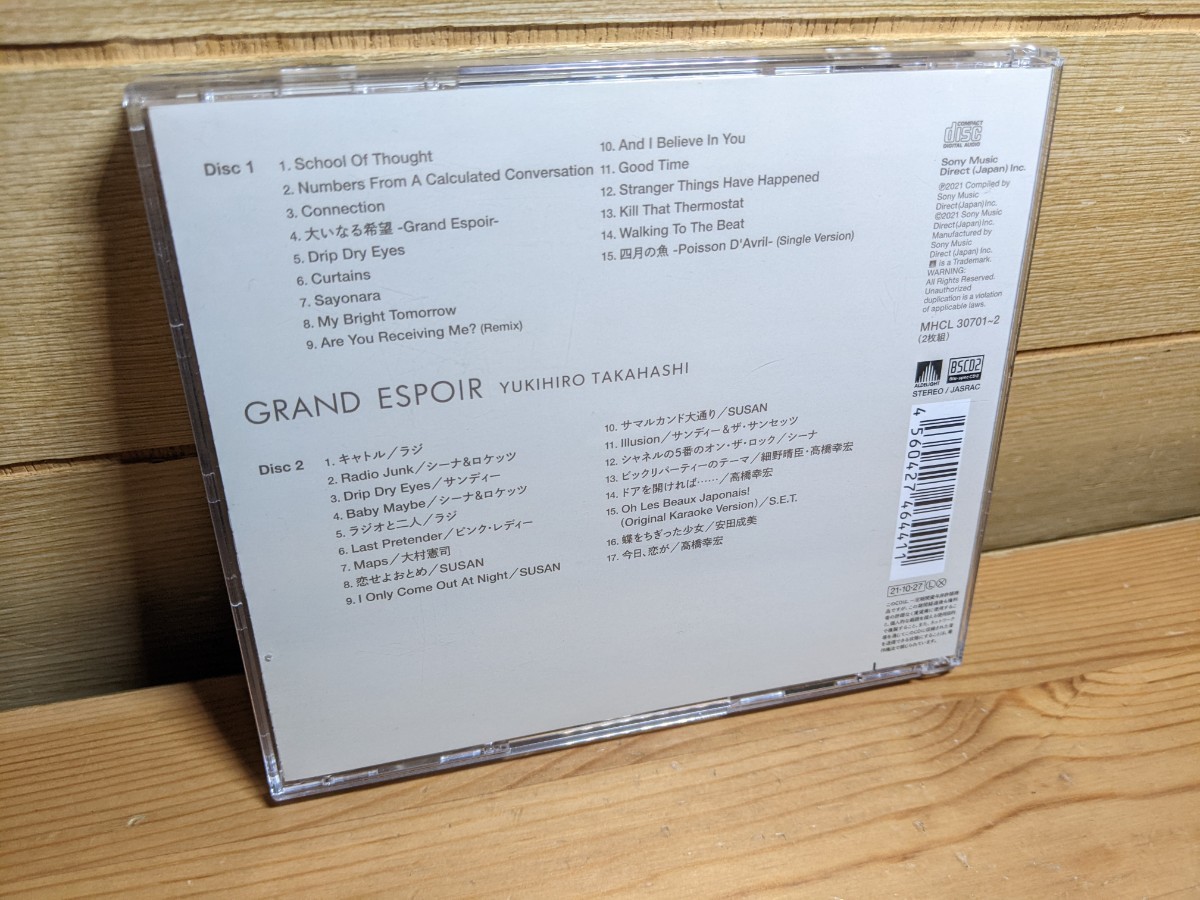 Disc 1
1. School Of Thought
2. Numbers From A Calculated Conversation
3. Connection
4. 大いなる希望 -Grand Espoir-
5. Drip Dry Eyes
6. Curtains
7. Sayonara
8. My Bright Tomorrow
9. Are You Receiving Me? (Remix)
10. And I Believe In You
11. Good Time
12. Stranger Things Have Happened
13. Kill That Thermostat
14. Walking To The Beat
15. 四月の魚 -Poisson D'Avril- (Single Version)
GRAND ESPOIR YUKIHIRO TAKAHASHI
Disc 2
1. キャトル／ラジ
2. Radio Junk／シーナ&ロケッツ
3. Drip Dry Eyes／サンディー
4. Baby Maybe／シーナ&ロケッツ
5. ラジオと二人／ラジ
6. Last Pretender／ピンク・レディー
7. Maps／大村憲司
8. 恋せよおとめ／SUSAN
9. I Only Come Out At Night／SUSAN
10. サマルカンド大通り／SUSAN
11. Illusion／サンディー&ザ・サンセッツ
12. シャネルの5番のオン・ザ・ロック／シーナ
13. ビックリパーティーのテーマ／細野晴臣・高橋幸宏
14. ドアを開ければ……／高橋幸宏
15. Oh Les Beaux Japonais!
(Original Karaoke Version)／S.E.T.
16. 蝶をちぎった少女／安田成美
17. 今日、恋が／高橋幸宏
COMPACT
disc
DIGITAL AUDIO
Sony Music
Direct (Japan) Inc.
℗2021 Compiled by
Sony Music
Direct(Japan)Inc.
©2021 Sony Music
Direct(Japan)Inc.
Manufactured by
Sony Music
Direct (Japan) Inc.
is a Trademark.
WARNING:
All Rights Reserved.
Unauthorized
duplication is a violation
of applicable laws.
MHCL 30701~2
(2枚組)
BSCD2
STEREO / JASRAC
4560427464411
21・10・27 Ⓛ Ⓧ